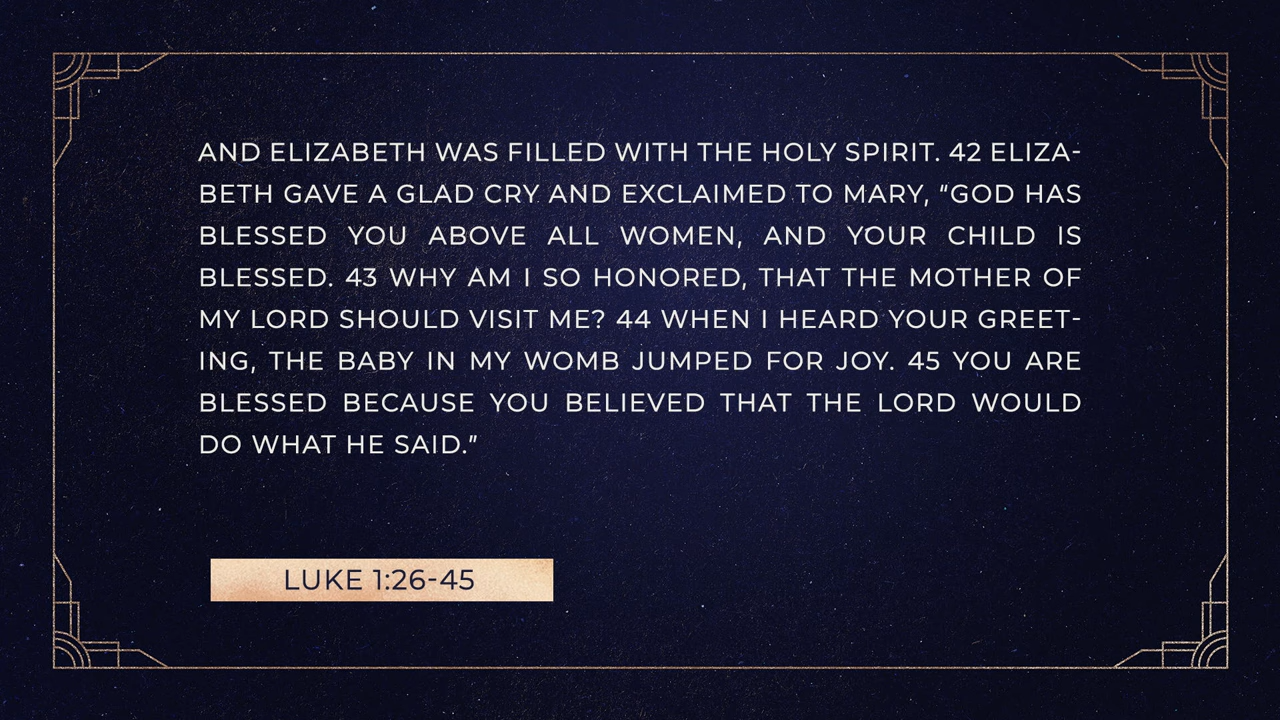 AND ELIZABETH WAS FILLED WITH THE HOLY SPIRIT. 42 ELIZA-
BETH GAVE A GLAD CRY AND EXCLAIMED TO MARY, “GOD HAS
BLESSED YOU ABOVE ALL WOMEN, AND YOUR CHILD IS
BLESSED. 43 WHY AM I SO HONORED, THAT THE MOTHER OF
MY LORD SHOULD VISIT ME? 44 WHEN I HEARD YOUR GREET-
ING, THE BABY IN MY WOMB JUMPED FOR JOY. 45 YOU ARE
BLESSED BECAUSE YOU BELIEVED THAT THE LORD WOULD
DO WHAT HE SAID.”
LUKE 1:26-45